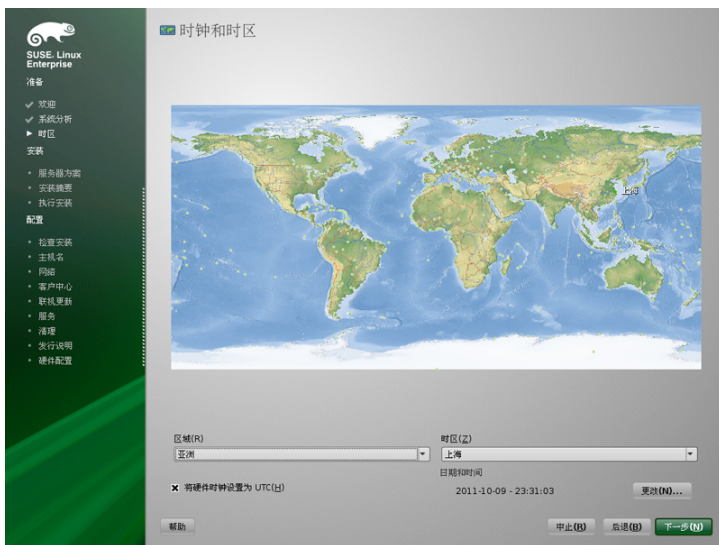 SUSE. Linux
Enterprise
准备
欢迎
系统分析
时区
安装
服务器方案
安装摘要
执行安装
配置
检查安装
主机名
网络
客户中心
联机更新
服务
清理
发行说明
硬件配置
时钟和时区
上海
区域(R)
亚洲
时区(Z)
上海
将硬件时钟设置为 UTC(H)
日期和时间
2011-10-09 - 23:31:03
更改(N)...
帮助
中止(R)
后退(B)
下一步(N)